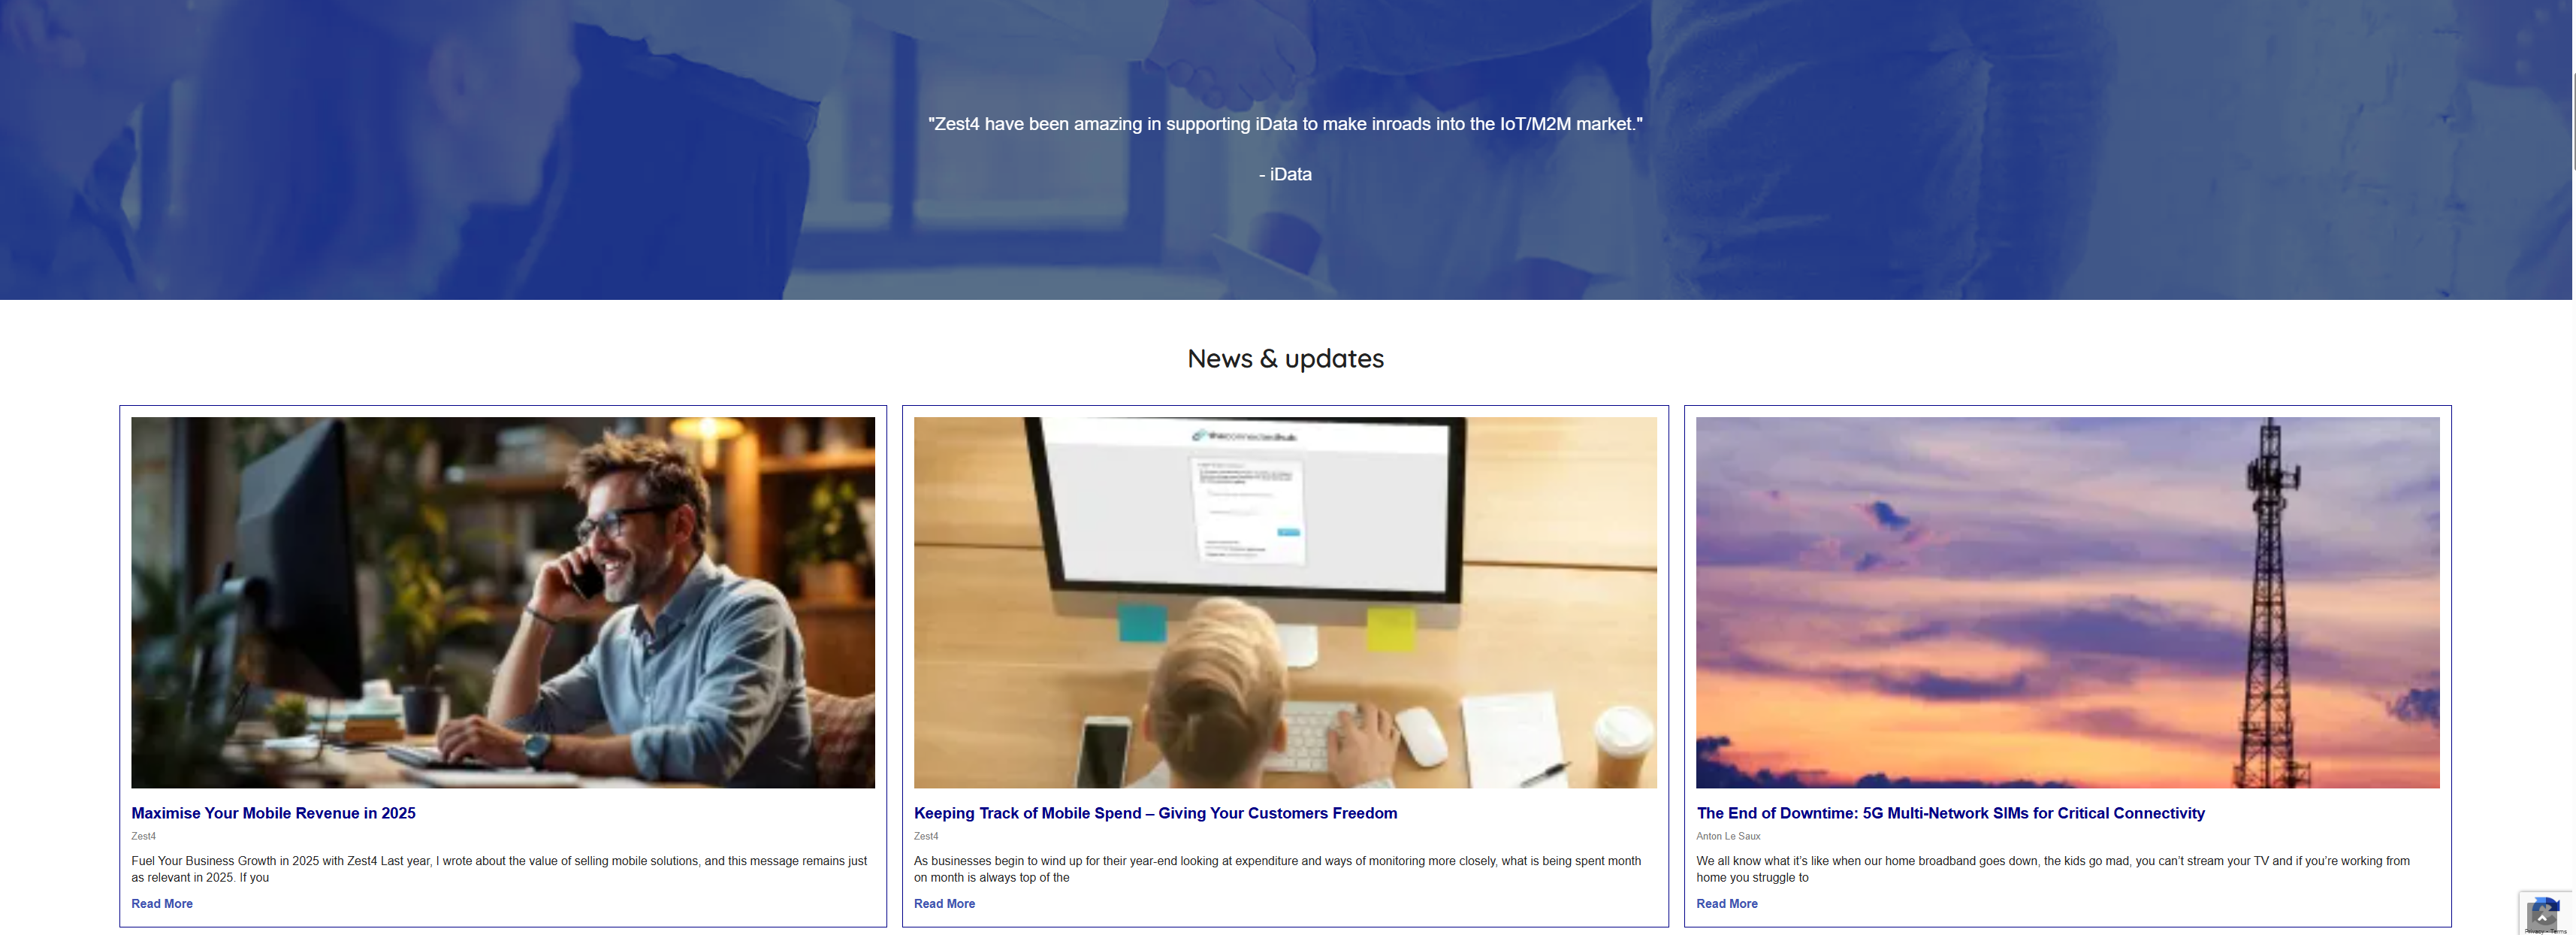 "Zest4 have been amazing in supporting iData to make inroads into the IoT/M2M market."
- iData
News & updates
theconnectedhub
Maximise Your Mobile Revenue in 2025
Zest4
Fuel Your Business Growth in 2025 with Zest4 Last year, I wrote about the value of selling mobile solutions, and this message remains just
as relevant in 2025. If you
Read More
Keeping Track of Mobile Spend – Giving Your Customers Freedom
Zest4
As businesses begin to wind up for their year-end looking at expenditure and ways of monitoring more closely, what is being spent month
on month is always top of the
Read More
The End of Downtime: 5G Multi-Network SIMs for Critical Connectivity
Anton Le Saux
We all know what it’s like when our home broadband goes down, the kids go mad, you can’t stream your TV and if you’re working from
home you struggle to
Read More
Privacy - Terms